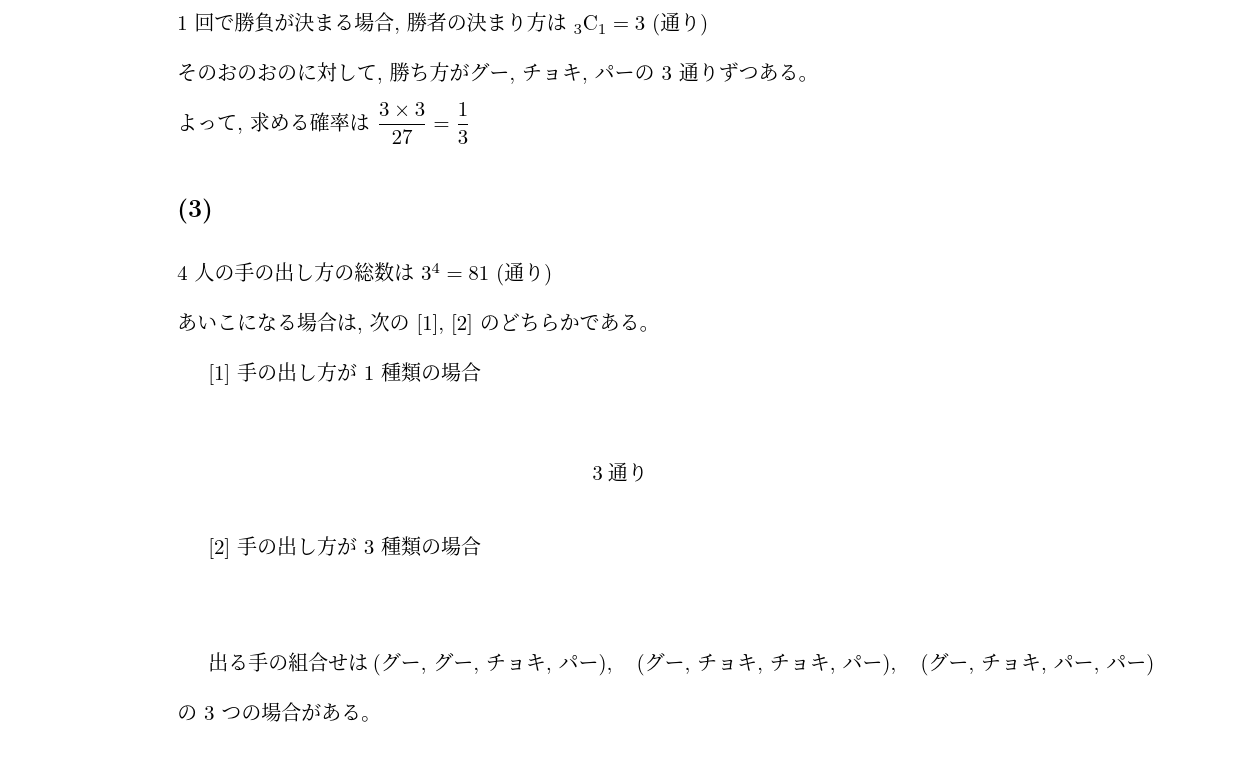 1 回で勝負が決まる場合, 勝者の決まり方は ₃C₁ = 3 (通り)
そのおのおのに対して, 勝ち方がグー, チョキ, パーの 3 通りずつある。
よって, 求める確率は \frac{3 × 3}{27} = \frac{1}{3}
(3)
4 人の手の出し方の総数は 3⁴ = 81 (通り)
あいこになる場合は, 次の [1], [2] のどちらかである。
[1] 手の出し方が 1 種類の場合
3 通り
[2] 手の出し方が 3 種類の場合
出る手の組合せは (グー, グー, チョキ, パー), (グー, チョキ, チョキ, パー), (グー, チョキ, パー, パー)
の 3 つの場合がある。